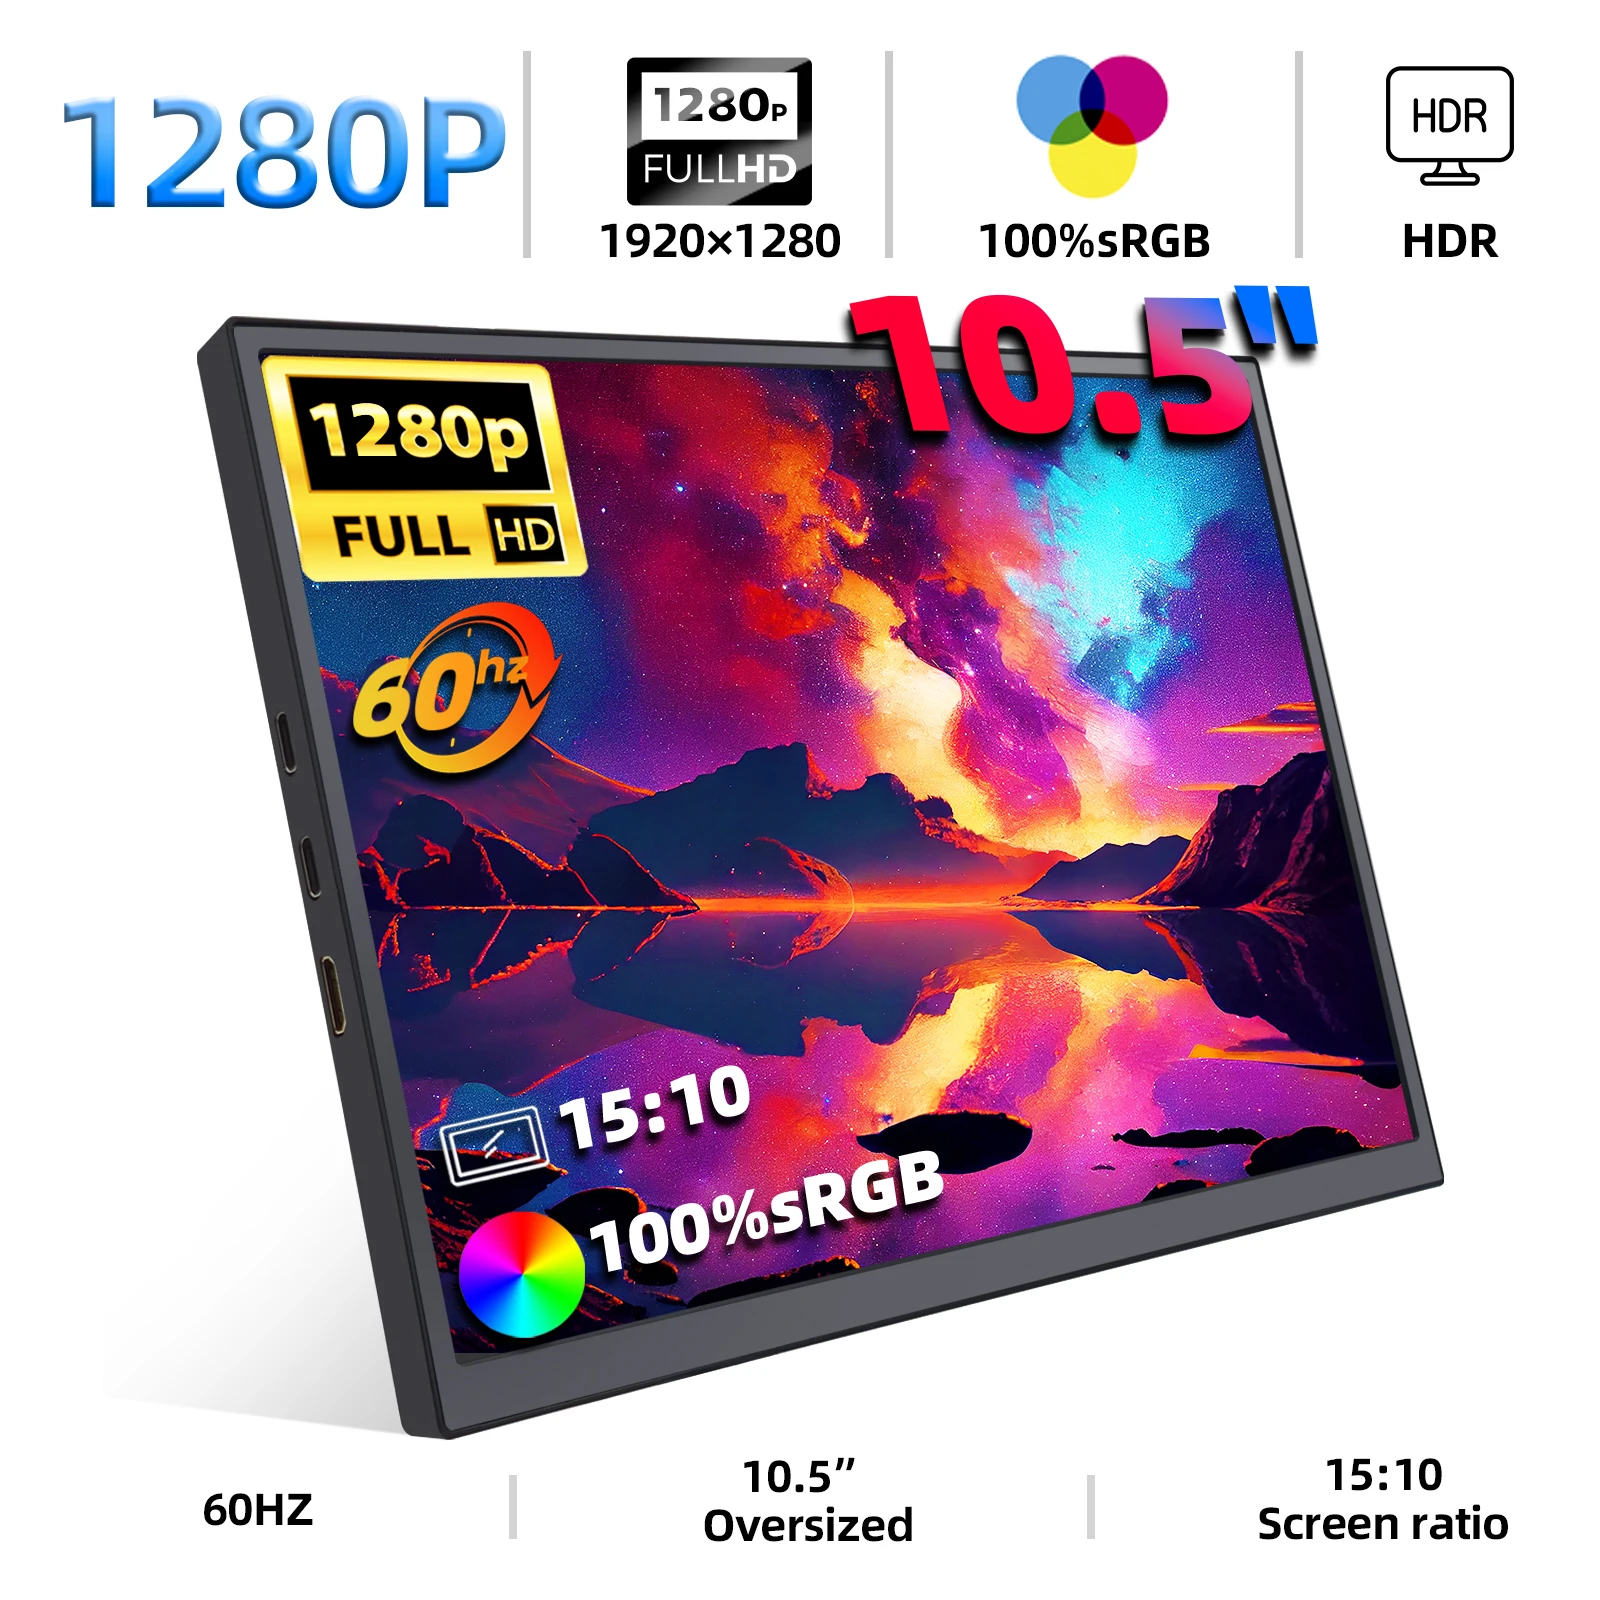 1280P
1280P
FULLHD
1920×1280
100%sRGB
HDR
HDR
10.5"
1280p
FULL HD
60hz
15:10
100%sRGB
60HZ
10.5″
Oversized
15:10
Screen ratio